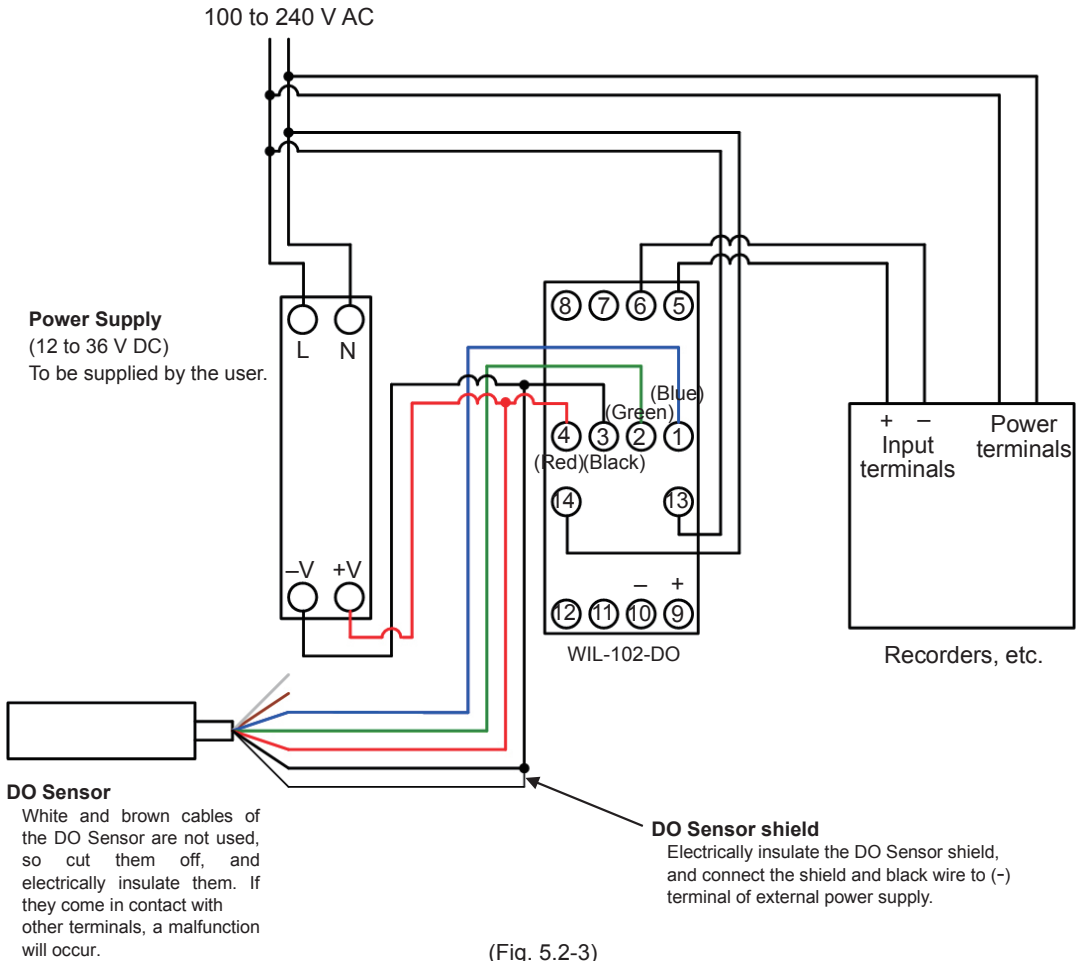 100 to 240 V AC
Power Supply
(12 to 36 V DC)
To be supplied by the user.
L N
–V +V
8 7 6 5
(Blue)
(Green)
4 3 2 1
(Red)(Black)
14 13
– +
12 11 10 9
WIL-102-DO
+ –
Input
terminals
Power
terminals
Recorders, etc.
DO Sensor
White and brown cables of
the DO Sensor are not used,
so cut them off, and
electrically insulate them. If
they come in contact with
other terminals, a malfunction
will occur.
DO Sensor shield
Electrically insulate the DO Sensor shield,
and connect the shield and black wire to (−)
terminal of external power supply.
(Fig. 5.2-3)